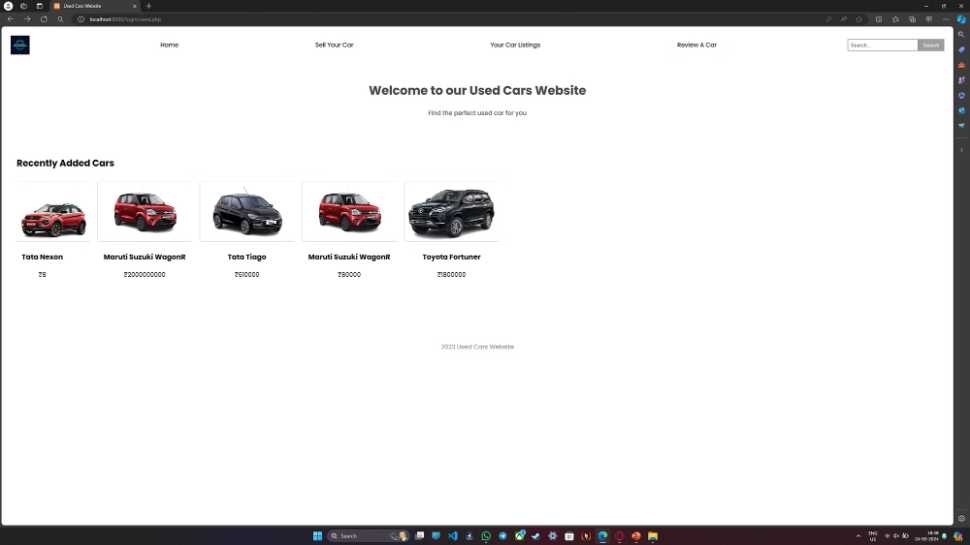 Used Cars Website
localhost:8080/login/used.php
Home
Sell Your Car
Your Car Listings
Review A Car
Search...
Search
Welcome to our Used Cars Website
Find the perfect used car for you
Recently Added Cars
Tata Nexon
Maruti Suzuki WagonR
Tata Tiago
Maruti Suzuki WagonR
Toyota Fortuner
₹8
₹2000000000
₹610000
₹80000
₹1800000
2023 Used Cars Website
Search
ENG
US
24-09-2024